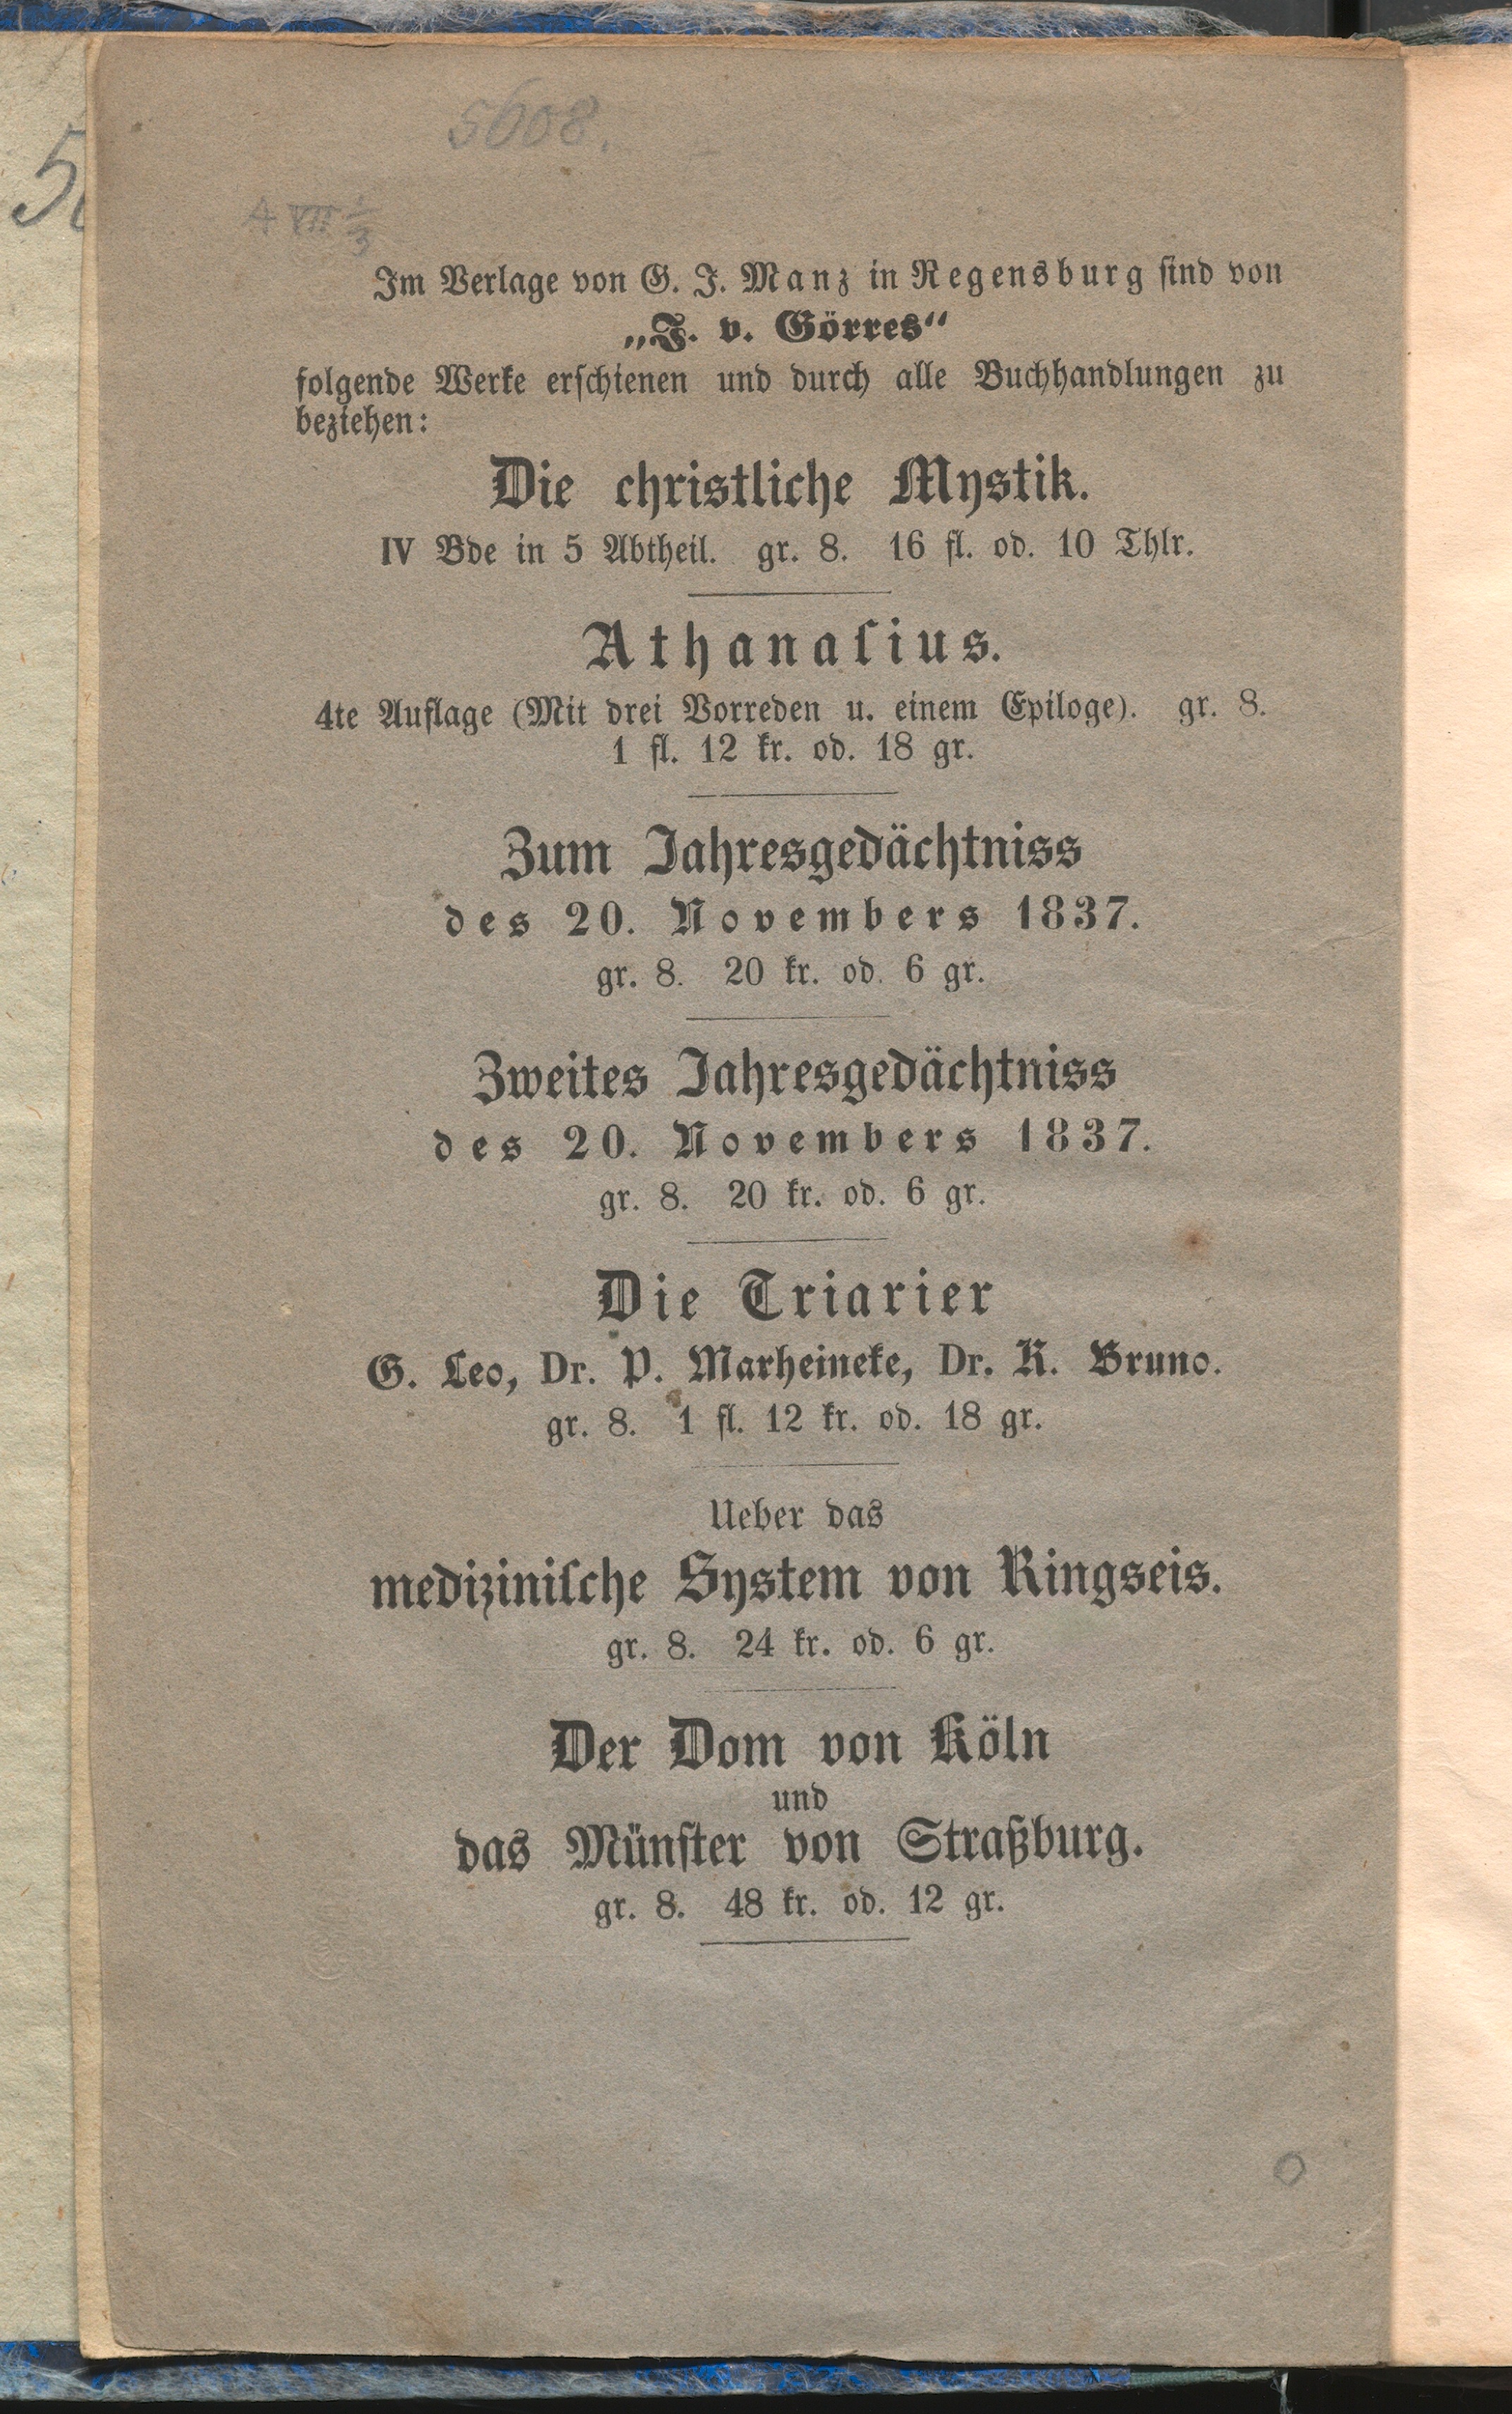 5608.
5
4 VII 1/3
Im Verlage von G. J. Manz in Regensburg sind von
„J. v. Görres“
folgende Werke erschienen und durch alle Buchhandlungen zu
beziehen:
Die christliche Mystik.
IV Bde in 5 Abtheil. gr. 8. 16 fl. od. 10 Thlr.
Athanaſius.
4te Auflage (Mit drei Vorreden u. einem Epiloge). gr. 8.
1 fl. 12 kr. od. 18 gr.
Zum Jahresgedächtniss
des 20. Novembers 1837.
gr. 8. 20 kr. od. 6 gr.
Zweites Jahresgedächtniss
des 20. Novembers 1837.
gr. 8. 20 kr. od. 6 gr.
Die Triarier
G. Leo, Dr. P. Marheineke, Dr. K. Bruno.
gr. 8. 1 fl. 12 kr. od. 18 gr.
Ueber das
mediziniſche System von Ringseis.
gr. 8. 24 kr. od. 6 gr.
Der Dom von Köln
und
das Münſter von Straßburg.
gr. 8. 48 kr. od. 12 gr.